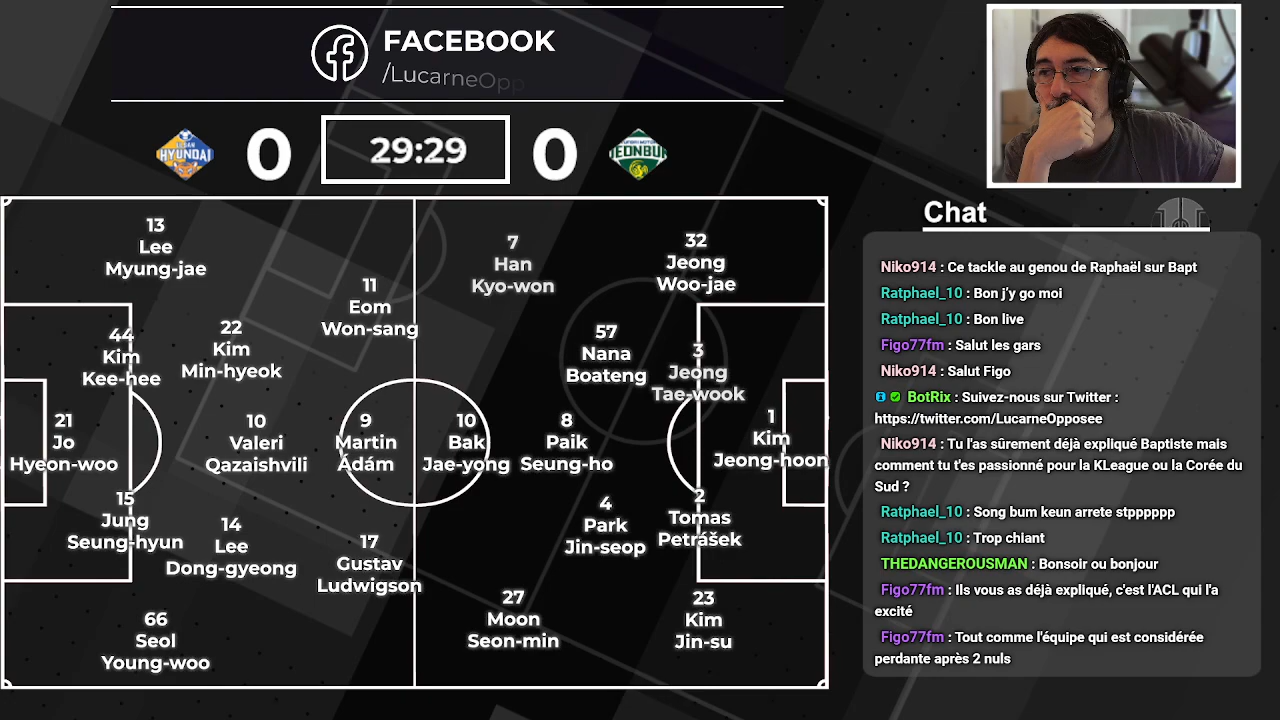 FACEBOOK
/LucarneOpp
HYUNDAI
0
29:29
0
13
Lee
Myung-jae
44
Kim
Kee-hee
22
Kim
Min-hyeok
11
Eom
Won-sang
21
Jo
Hyeon-woo
10
Valeri
Qazaishvili
9
Martin
Ádám
15
Jung
Seung-hyun
14
Lee
Dong-gyeong
17
Gustav
Ludwigson
66
Seol
Young-woo
7
Han
Kyo-won
32
Jeong
Woo-jae
57
Nana
Boateng
3
Jeong
Tae-wook
10
Bak
Jae-yong
8
Paik
Seung-ho
1
Kim
Jeong-hoon
4
Park
Jin-seop
2
Tomas
Petrášek
27
Moon
Seon-min
23
Kim
Jin-su
Chat
Niko914 : Ce tackle au genou de Raphaël sur Bapt
Ratphael_10 : Bon j'y go moi
Ratphael_10 : Bon live
Figo77fm : Salut les gars
Niko914 : Salut Figo
BotRix : Suivez-nous sur Twitter :
https://twitter.com/LucarneOpposee
Niko914 : Tu l'as sûrement déjà expliqué Baptiste mais
comment tu t'es passionné pour la KLeague ou la Corée du
Sud ?
Ratphael_10 : Song bum keun arrete stpppppp
Ratphael_10 : Trop chiant
THEDANGEROUSMAN : Bonsoir ou bonjour
Figo77fm : Ils vous as déjà expliqué, c'est l'ACL qui l'a
excité
Figo77fm : Tout comme l'équipe qui est considérée
perdante après 2 nuls